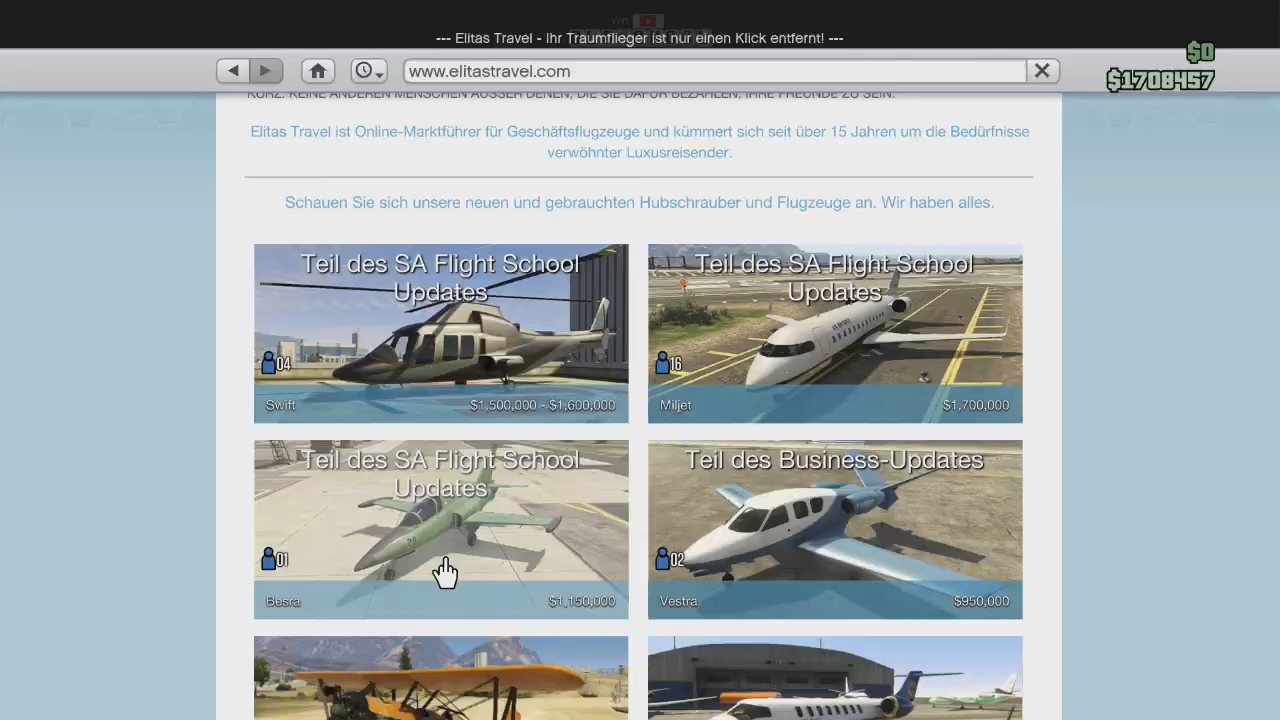 we
--- Elitas Travel - Ihr Traumflieger ist nur einen Klick entfernt! ---
$0
www.elitastravel.com
$1708457
KURZ: KEINE ANDEREN MENSCHEN AUSSER DENEN, DIE SIE DAFÜR BEZAHLEN, IHRE FREUNDE ZU SEIN.
Elitas Travel ist Online-Marktführer für Geschäftsflugzeuge und kümmert sich seit über 15 Jahren um die Bedürfnisse
verwöhnter Luxusreisender.
Schauen Sie sich unsere neuen und gebrauchten Hubschrauber und Flugzeuge an. Wir haben alles.
Teil des SA Flight School
Updates
04
Swift $1,500,000 - $1,600,000
Teil des SA Flight School
Updates
16
Miljet $1,700,000
Teil des SA Flight School
Updates
01
Besra $1,150,000
Teil des Business-Updates
02
Vestra $950,000